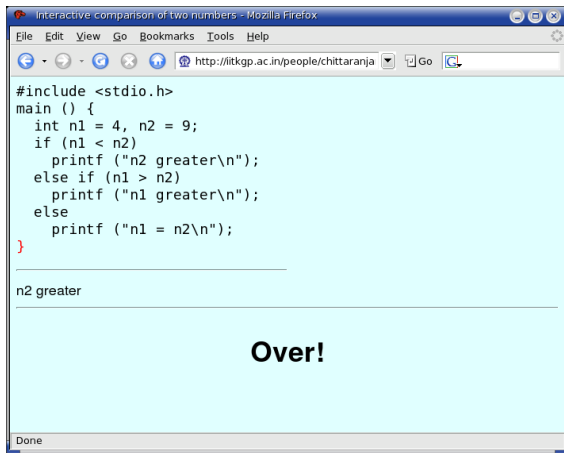 Interactive comparison of two numbers - Mozilla Firefox
File Edit View Go Bookmarks Tools Help
http://iitkgp.ac.in/people/chittaranja Go G
#include <stdio.h>
main () {
  int n1 = 4, n2 = 9;
  if (n1 < n2)
    printf ("n2 greater\n");
  else if (n1 > n2)
    printf ("n1 greater\n");
  else
    printf ("n1 = n2\n");
}
n2 greater
Over!
Done